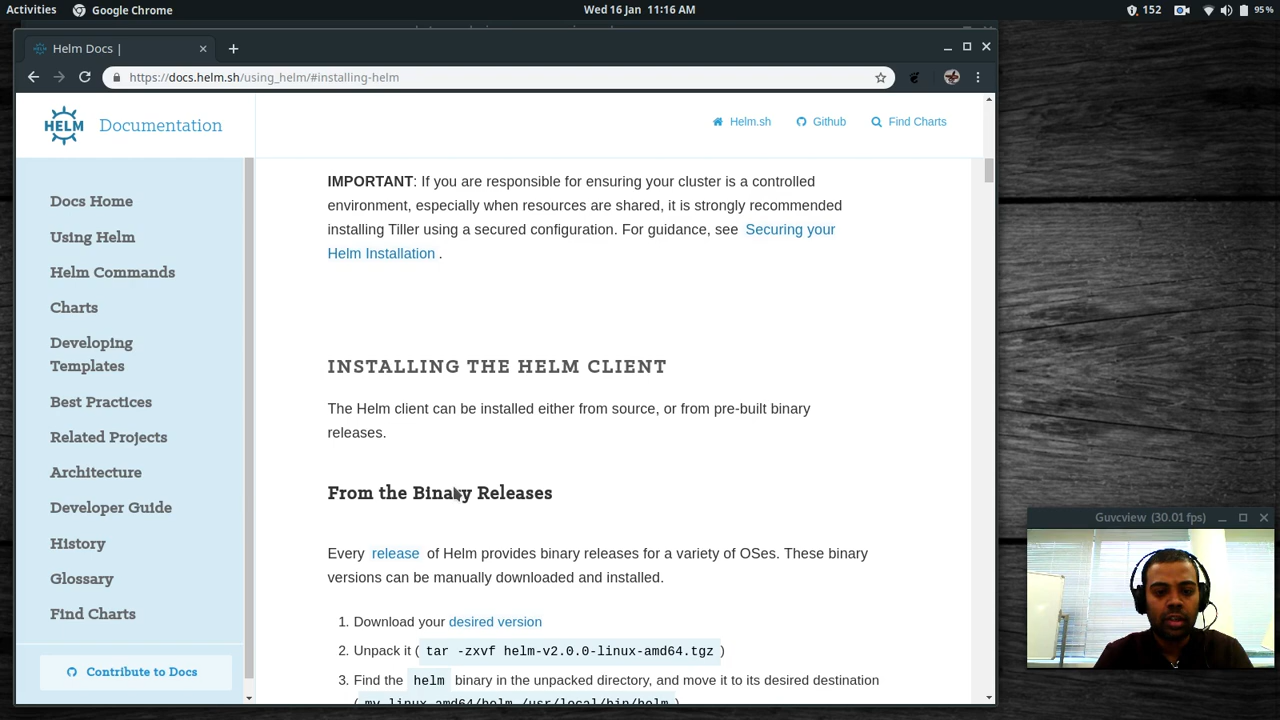 Activities Google Chrome Wed 16 Jan 11:16 AM 152 95%
Helm Docs |
https://docs.helm.sh/using_helm/#installing-helm
HELM Documentation
Helm.sh Github Find Charts
Docs Home
Using Helm
Helm Commands
Charts
Developing
Templates
Best Practices
Related Projects
Architecture
Developer Guide
History
Glossary
Find Charts
Contribute to Docs
IMPORTANT: If you are responsible for ensuring your cluster is a controlled
environment, especially when resources are shared, it is strongly recommended
installing Tiller using a secured configuration. For guidance, see Securing your
Helm Installation .
INSTALLING THE HELM CLIENT
The Helm client can be installed either from source, or from pre-built binary
releases.
From the Binary Releases
Every release of Helm provides binary releases for a variety of OSes. These binary
versions can be manually downloaded and installed.
1. Download your desired version
2. Unpack it ( tar -zxvf helm-v2.0.0-linux-amd64.tgz )
3. Find the helm binary in the unpacked directory, and move it to its desired destination
( mv linux-amd64/helm /usr/local/bin/helm )
Guvcview (30.01 fps)